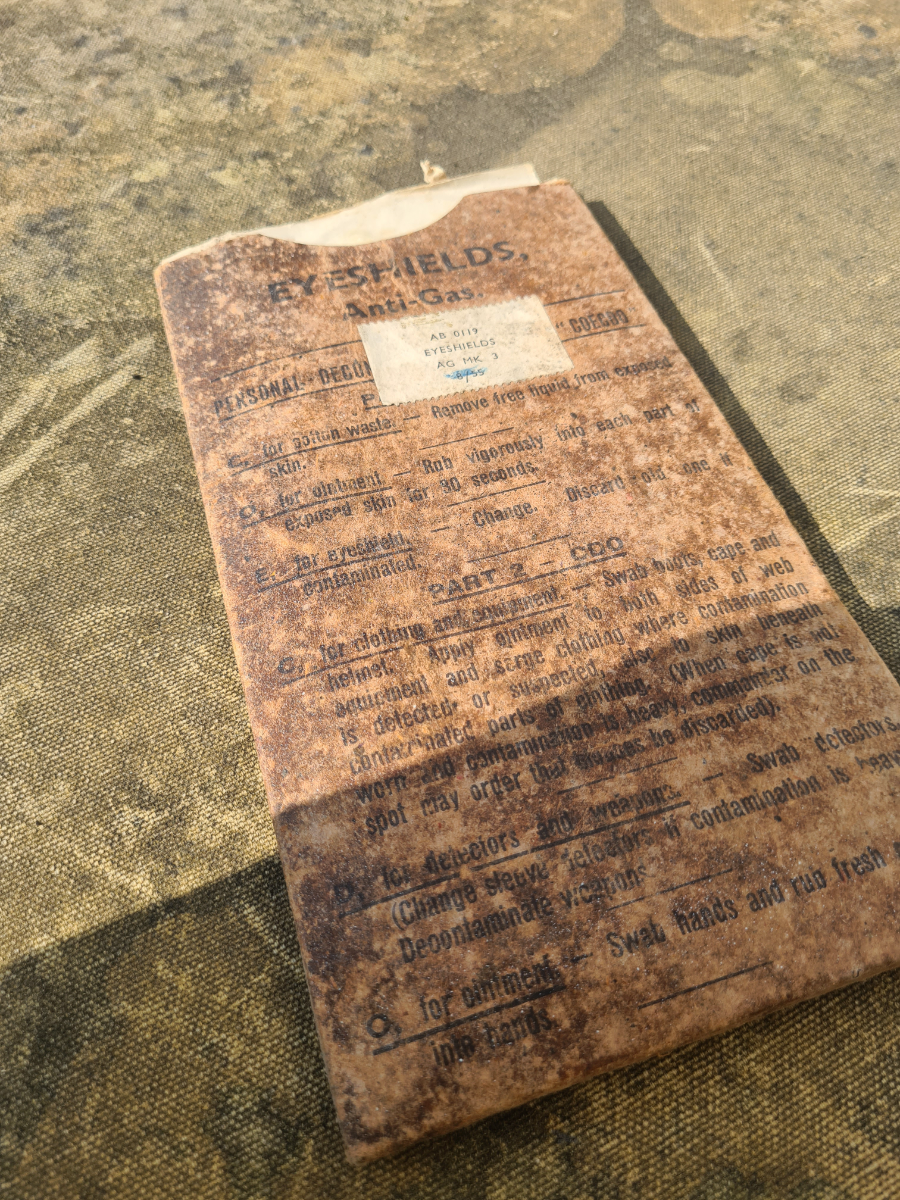 EYESHIELDS,
Anti-Gas.
AB 0119
EYESHIELDS
AG MK 3
PERSONAL DECO " COECDO
C. for cotton waste. — Remove free liquid from exposed
skin.
O. for ointment — Rub vigorously into each part of
exposed skin for 30 seconds.
E. for eyeshield. — Change. Discard old one if
contaminated.
PART 2 — CDO
C. for clothing and equipment. — Swab boots, cape and
helmet. Apply ointment to both sides of web
equipment and serge clothing where contamination
is detected or suspected, also to skin beneath
contaminated parts of clothing. (When cape is not
worn and contamination is heavy, commander on the
spot may order that blouses be discarded).
D. for detectors and weapons. — Swab detectors.
(Change sleeve detectors if contamination is heav
Decontaminate weapons
O. for ointment. — Swab hands and rub fresh
into hands.